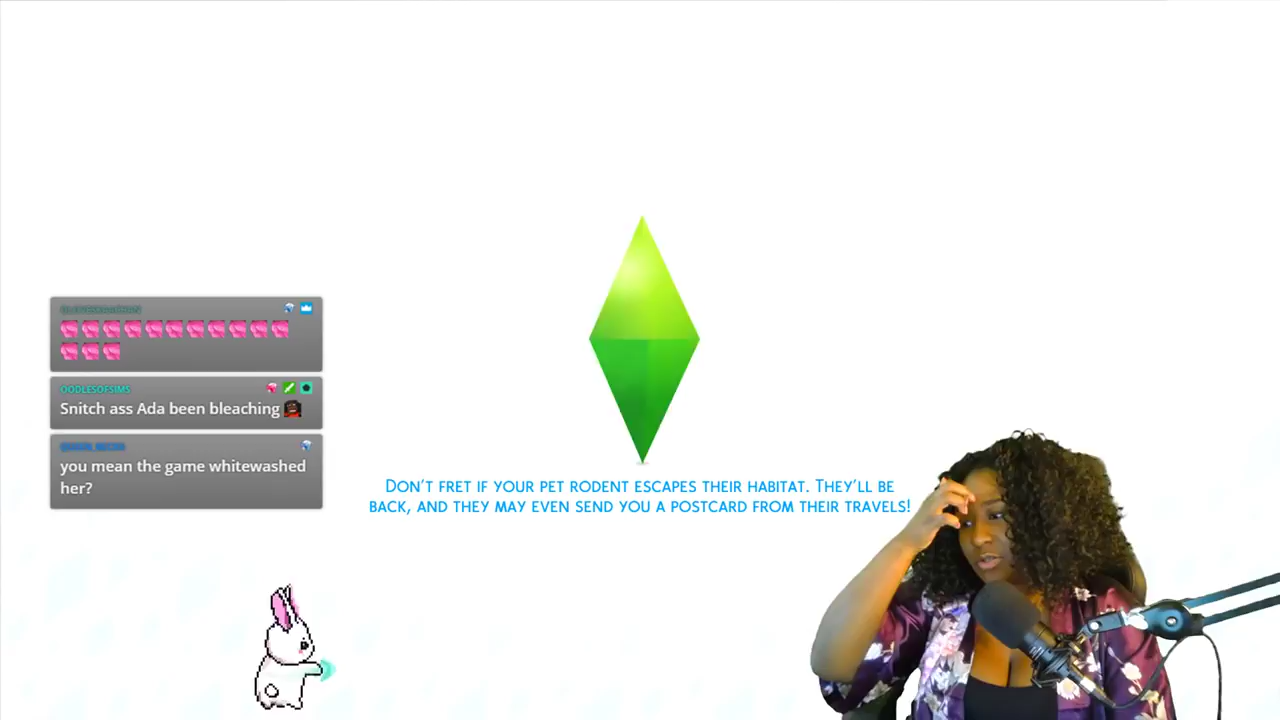 OODLESOFSIMS
Snitch ass Ada been bleaching
you mean the game whitewashed
her?
DON'T FRET IF YOUR PET RODENT ESCAPES THEIR HABITAT. THEY'LL BE
BACK, AND THEY MAY EVEN SEND YOU A POSTCARD FROM THEIR TRAVELS!